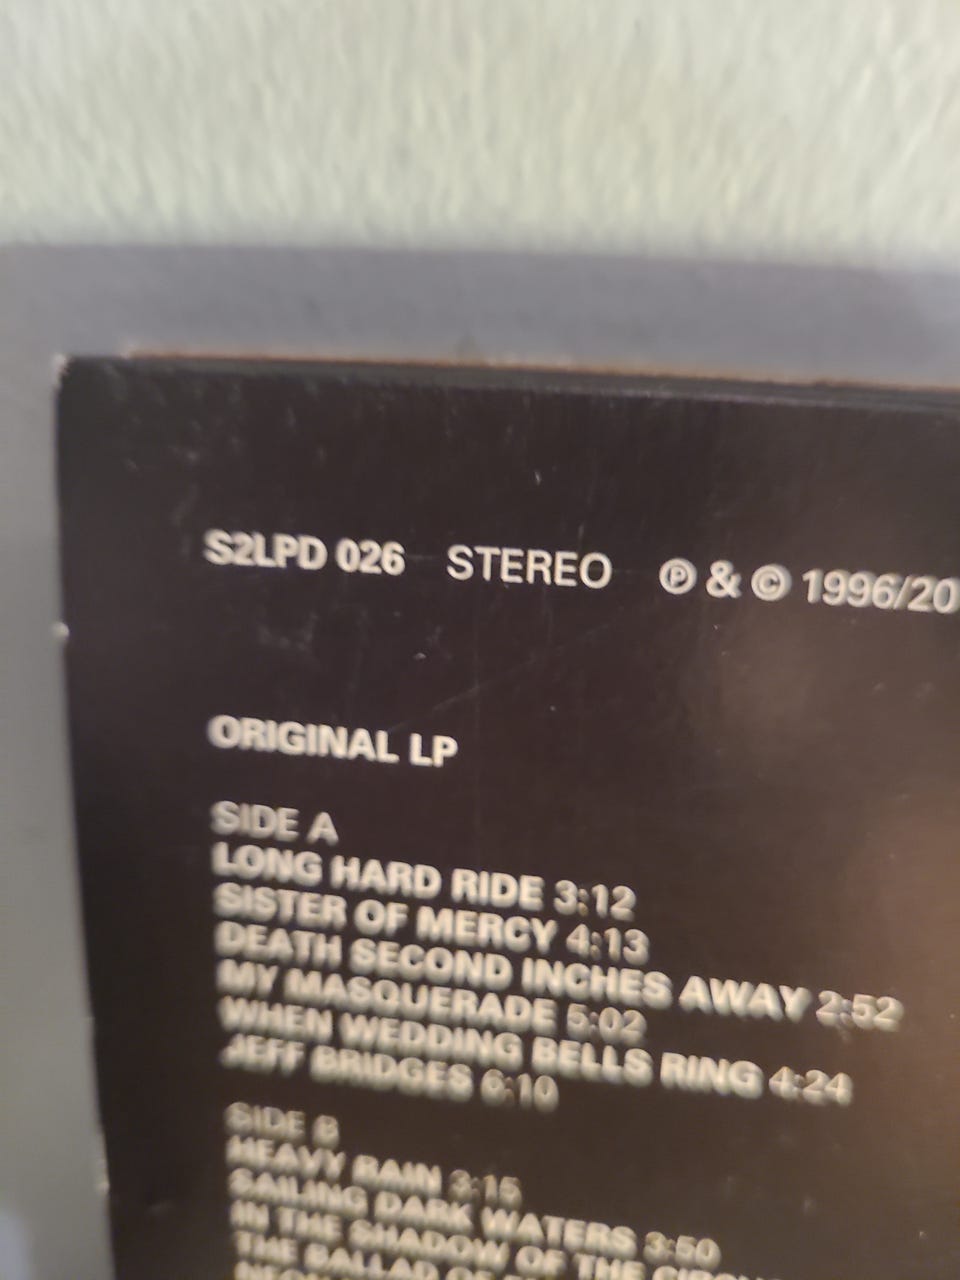 S2LPD 026 STEREO ℗ & © 1996/20
ORIGINAL LP
SIDE A
LONG HARD RIDE 3:12
SISTER OF MERCY 4:13
DEATH SECOND INCHES AWAY 2:52
MY MASQUERADE 5:02
WHEN WEDDING BELLS RING 4:24
JEFF BRIDGES 6:10
SIDE B
HEAVY RAIN 3:15
SAILING DARK WATERS 3:50
IN THE SHADOW OF THE
THE BALLAD OF